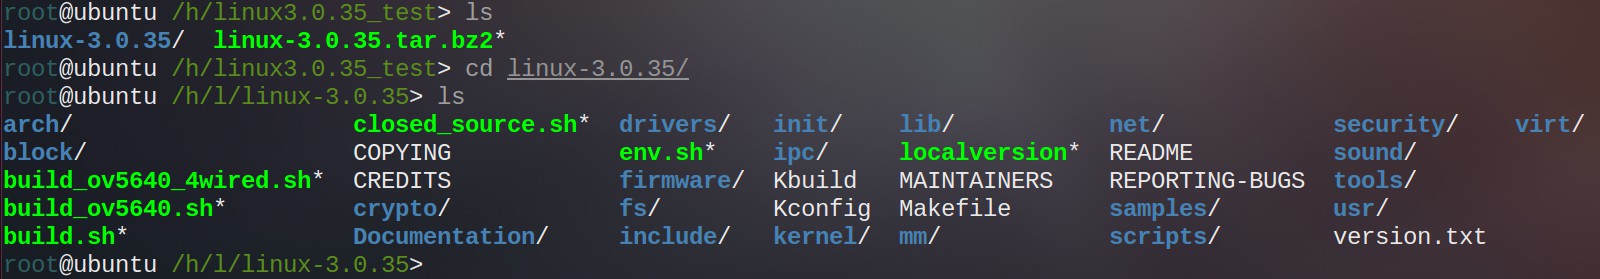 root@ubuntu /h/linux3.0.35_test> ls
linux-3.0.35/  linux-3.0.35.tar.bz2*
root@ubuntu /h/linux3.0.35_test> cd linux-3.0.35/
root@ubuntu /h/l/linux-3.0.35> ls
arch/                    closed_source.sh*  drivers/   init/    lib/           net/            security/    virt/
block/                   COPYING            env.sh*    ipc/     localversion*  README          sound/
build_ov5640_4wired.sh*  CREDITS            firmware/  Kbuild   MAINTAINERS    REPORTING-BUGS  tools/
build_ov5640.sh*         crypto/            fs/        Kconfig  Makefile       samples/        usr/
build.sh*                Documentation/     include/   kernel/  mm/            scripts/        version.txt
root@ubuntu /h/l/linux-3.0.35>